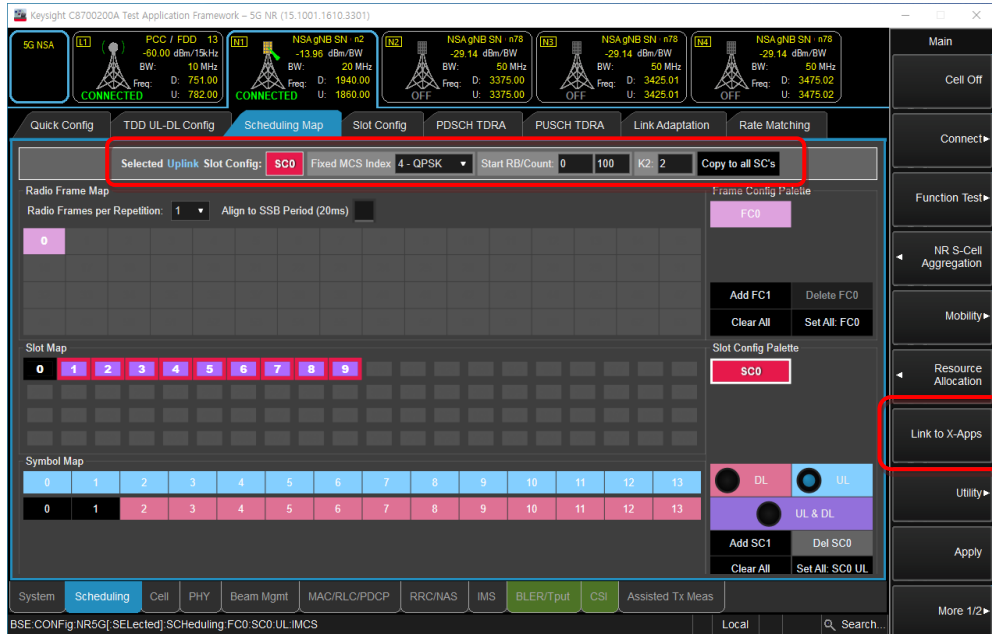 Keysight C8700200A Test Application Framework – 5G NR (15.1001.1610.3301)
5G NSA
L1
PCC / FDD 13
-60.00 dBm/15kHz
BW: 10 MHz
Freq: D: 751.00
CONNECTED U: 782.00
N1
NSA gNB SN · n2
-13.96 dBm/BW
BW: 20 MHz
Freq: D: 1940.00
CONNECTED U: 1860.00
N2
NSA gNB SN · n78
-29.14 dBm/BW
BW: 50 MHz
Freq: D: 3375.00
OFF U: 3375.00
N3
NSA gNB SN · n78
-29.14 dBm/BW
BW: 50 MHz
Freq: D: 3425.01
OFF U: 3425.01
N4
NSA gNB SN · n78
-29.14 dBm/BW
BW: 50 MHz
Freq: D: 3475.02
OFF U: 3475.02
Quick Config TDD UL-DL Config Scheduling Map Slot Config PDSCH TDRA PUSCH TDRA Link Adaptation Rate Matching
Selected Uplink Slot Config: SC0 Fixed MCS Index 4 - QPSK Start RB/Count: 0 100 K2: 2 Copy to all SC's
Radio Frame Map
Radio Frames per Repetition: 1 Align to SSB Period (20ms)
0
Frame Config Palette
FC0
Add FC1 Delete FC0
Clear All Set All: FC0
Slot Map
0 1 2 3 4 5 6 7 8 9
Slot Config Palette
SC0
Symbol Map
0 1 2 3 4 5 6 7 8 9 10 11 12 13
0 1 2 3 4 5 6 7 8 9 10 11 12 13
DL UL
UL & DL
Add SC1 Del SC0
Clear All Set All: SC0 UL
System Scheduling Cell PHY Beam Mgmt MAC/RLC/PDCP RRC/NAS IMS BLER/Tput CSI Assisted Tx Meas
BSE:CONFig:NR5G[:SELected]:SCHeduling:FC0:SC0:UL:IMCS
Local Search...
Main
Cell Off
Connect
Function Test
NR S-Cell
Aggregation
Mobility
Resource
Allocation
Link to X-Apps
Utility
Apply
More 1/2